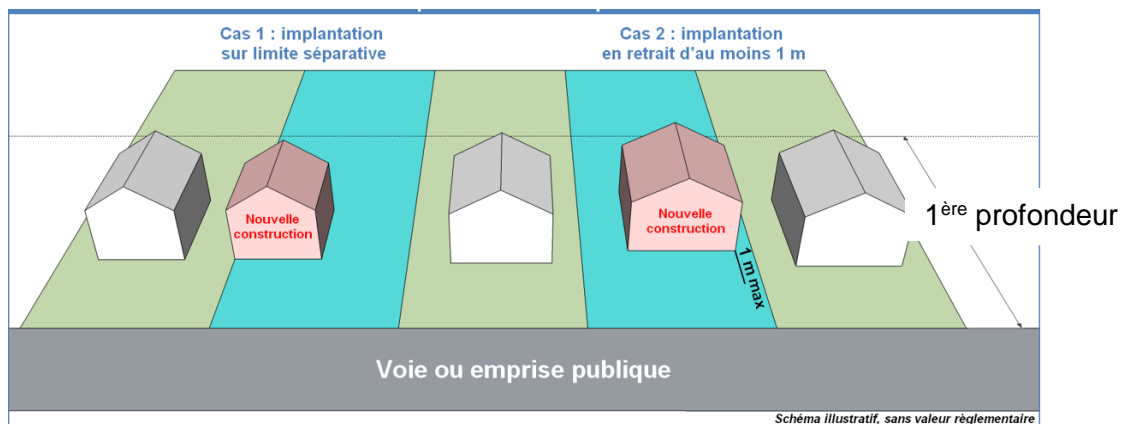 Cas 1 : implantation
sur limite séparative
Cas 2 : implantation
en retrait d'au moins 1 m
Nouvelle
construction
Nouvelle
construction
1 m max
1ère profondeur
Voie ou emprise publique
Schéma illustratif, sans valeur règlementaire